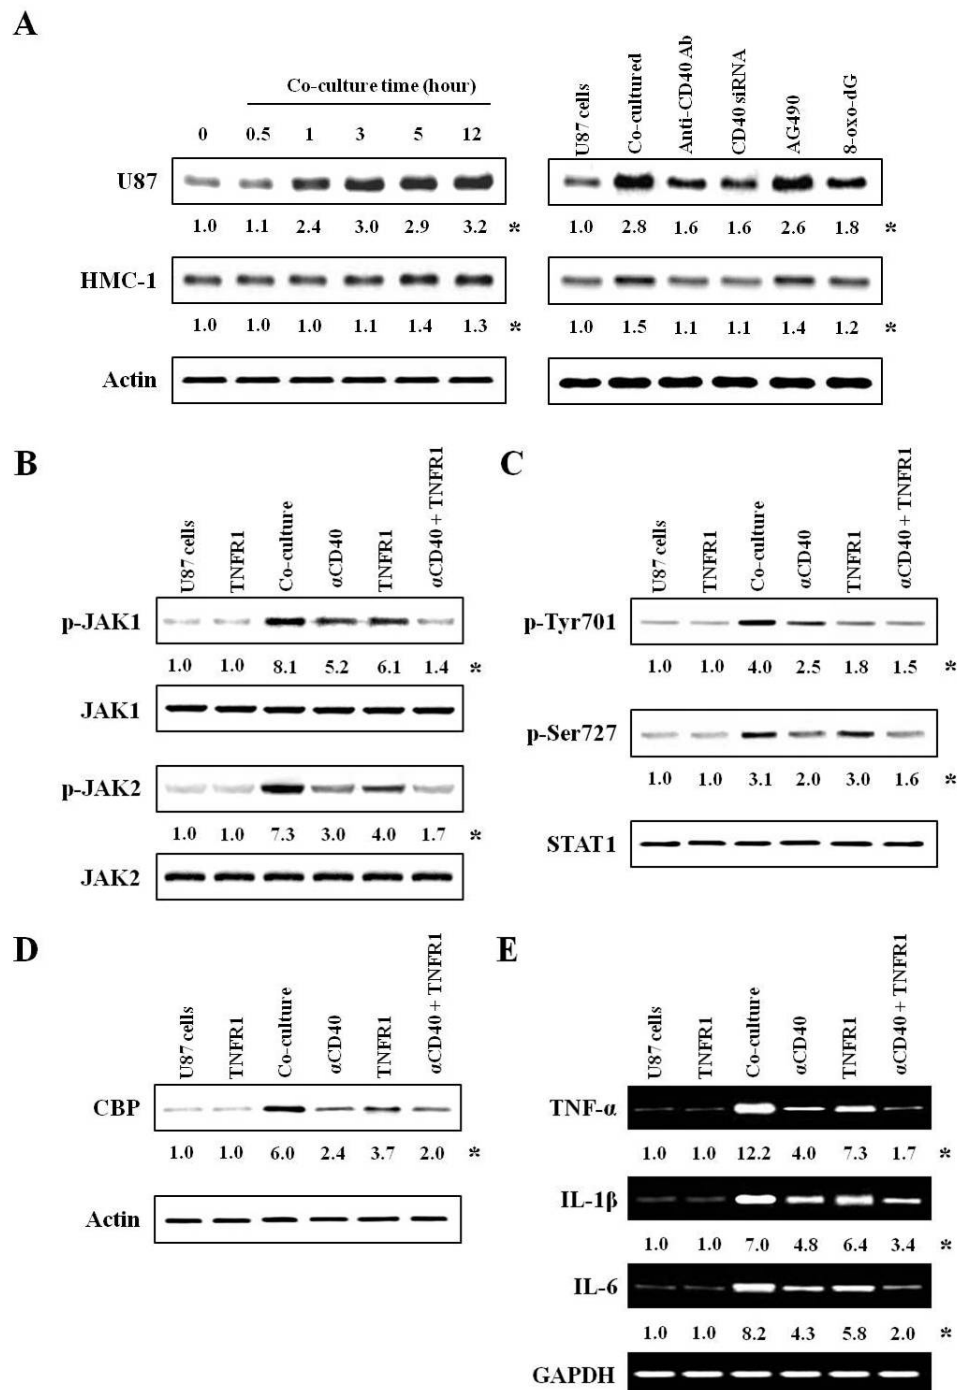 A
Co-culture time (hour)
0 0.5 1 3 5 12
U87 cells
Co-cultured
Anti-CD40 Ab
CD40 siRNA
AG490
8-oxo-dG
U87
1.0 1.1 2.4 3.0 2.9 3.2 *
1.0 2.8 1.6 1.6 2.6 1.8 *
HMC-1
1.0 1.0 1.0 1.1 1.4 1.3 *
1.0 1.5 1.1 1.1 1.4 1.2 *
Actin
B
U87 cells
TNFR1
Co-culture
αCD40
TNFR1
αCD40 + TNFR1
p-JAK1
1.0 1.0 8.1 5.2 6.1 1.4 *
JAK1
p-JAK2
1.0 1.0 7.3 3.0 4.0 1.7 *
JAK2
C
U87 cells
TNFR1
Co-culture
αCD40
TNFR1
αCD40 + TNFR1
p-Tyr701
1.0 1.0 4.0 2.5 1.8 1.5 *
p-Ser727
1.0 1.0 3.1 2.0 3.0 1.6 *
STAT1
D
U87 cells
TNFR1
Co-culture
αCD40
TNFR1
αCD40 + TNFR1
CBP
1.0 1.0 6.0 2.4 3.7 2.0 *
Actin
E
U87 cells
TNFR1
Co-culture
αCD40
TNFR1
αCD40 + TNFR1
TNF-α
1.0 1.0 12.2 4.0 7.3 1.7 *
IL-1β
1.0 1.0 7.0 4.8 6.4 3.4 *
IL-6
1.0 1.0 8.2 4.3 5.8 2.0 *
GAPDH